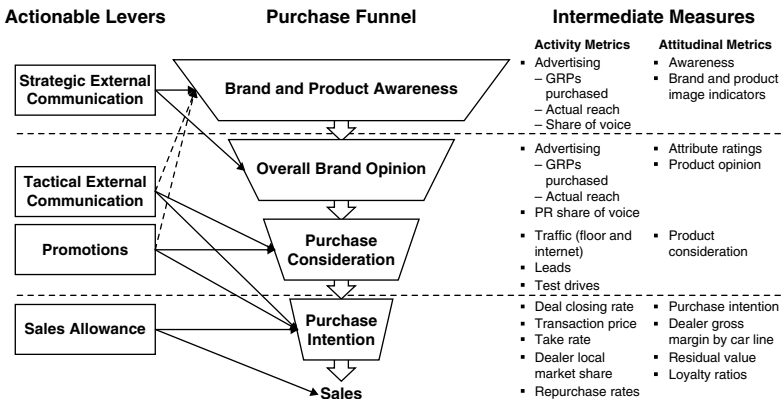 Actionable Levers
Purchase Funnel
Intermediate Measures
Activity Metrics
Attitudinal Metrics
Strategic External
Communication
Brand and Product Awareness
▪ Advertising
– GRPs
purchased
– Actual reach
– Share of voice
▪ Awareness
▪ Brand and product
image indicators
Overall Brand Opinion
▪ Advertising
– GRPs
purchased
– Actual reach
▪ PR share of voice
▪ Attribute ratings
▪ Product opinion
Tactical External
Communication
Promotions
Purchase
Consideration
▪ Traffic (floor and
internet)
▪ Leads
▪ Test drives
▪ Product
consideration
Sales Allowance
Purchase
Intention
▪ Deal closing rate
▪ Transaction price
▪ Take rate
▪ Dealer local
market share
▪ Repurchase rates
▪ Purchase intention
▪ Dealer gross
margin by car line
▪ Residual value
▪ Loyalty ratios
Sales